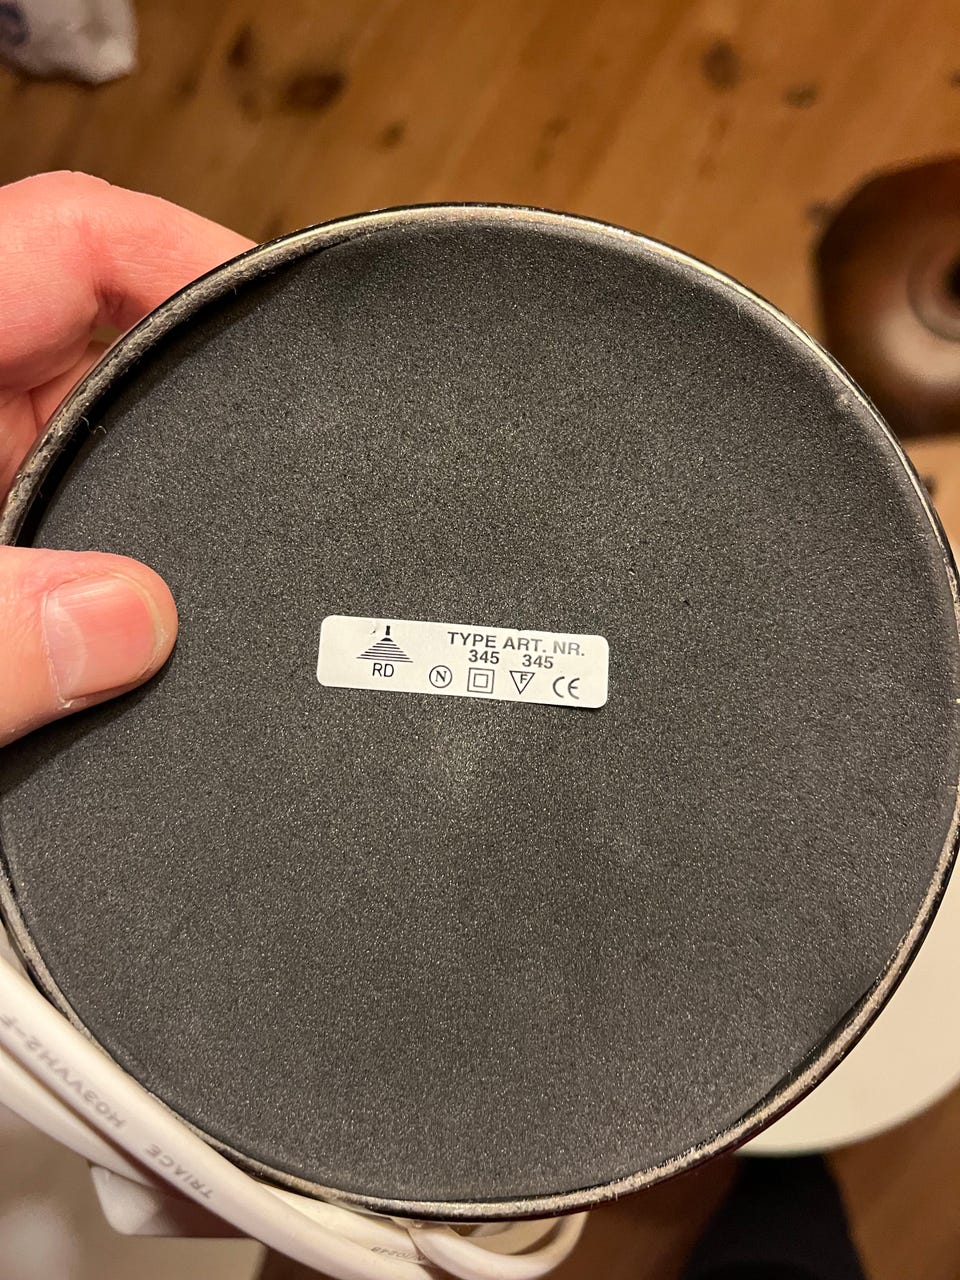 TYPE ART. NR.
345 345
RD N F CE
H03VVH2-F
TRIACE